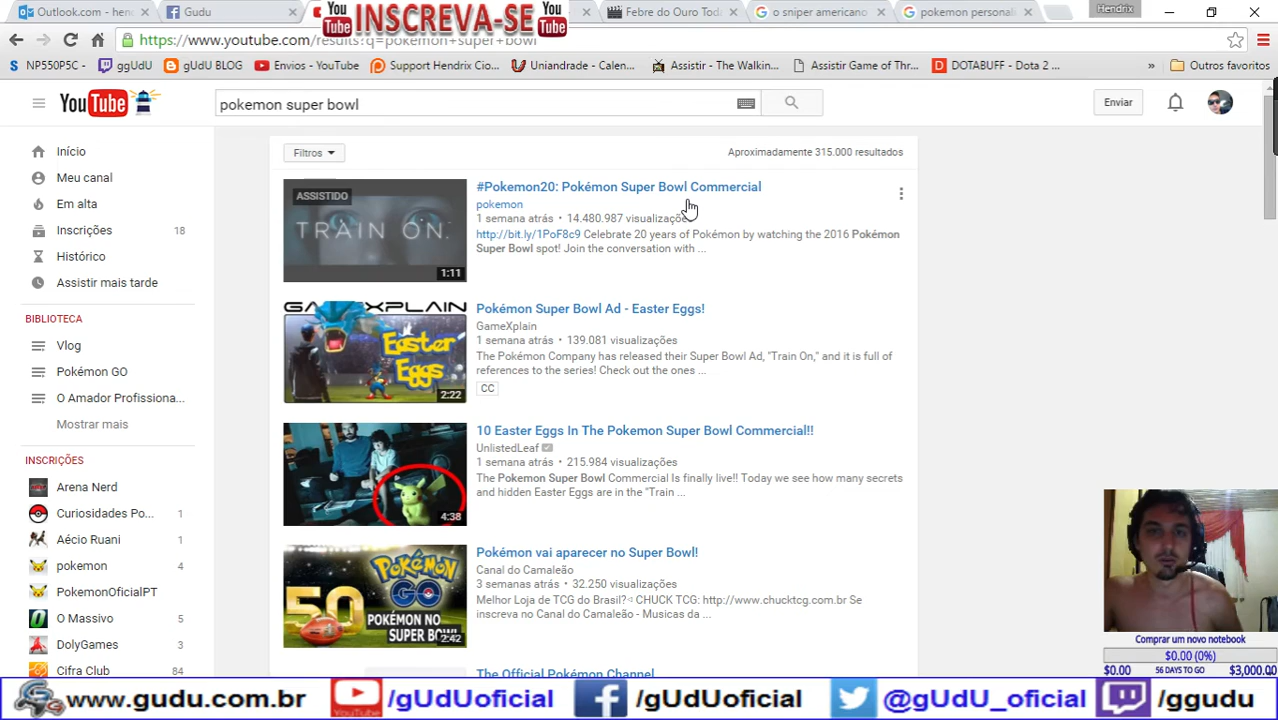 Outlook.com - heno
Gudu
You Tube INSCREVA-SE You Tube
Febre do Ouro Toda
o sniper americano
pokemon personal
Hendrix
https://www.youtube.com/results?q=pokemon+super+bowl
NP550P5C -
ggUdU
gUdU BLOG
Envios - YouTube
Support Hendrix Cio...
Uniandrade - Calen...
Assistir - The Walkin...
Assistir Game of Thr...
DOTABUFF - Dota 2 ...
»
Outros favoritos
YouTube
pokemon super bowl
Enviar
Início
Meu canal
Em alta
Inscrições 18
Histórico
Assistir mais tarde
BIBLIOTECA
Vlog
Pokémon GO
O Amador Profissiona...
Mostrar mais
INSCRIÇÕES
Arena Nerd
Curiosidades Po... 1
Aécio Ruani 1
pokemon 4
PokemonOficialPT
O Massivo 5
DolyGames 3
Cifra Club 84
Filtros
Aproximadamente 315.000 resultados
ASSISTIDO
TRAIN ON.
1:11
#Pokemon20: Pokémon Super Bowl Commercial
pokemon
1 semana atrás • 14.480.987
http://bit.ly/1PoF8c9 Celebrate 20 years of Pokémon by watching the 2016 Pokémon
Super Bowl spot! Join the conversation with ...
GAMEXPLAIN
Easter
Eggs
2:22
Pokémon Super Bowl Ad - Easter Eggs!
GameXplain
1 semana atrás • 139.081 visualizações
The Pokémon Company has released their Super Bowl Ad, "Train On," and it is full of
references to the series! Check out the ones ...
CC
4:38
10 Easter Eggs In The Pokemon Super Bowl Commercial!!
UnlistedLeaf
1 semana atrás • 215.984 visualizações
The Pokemon Super Bowl Commercial Is finally live!! Today we see how many secrets
and hidden Easter Eggs are in the "Train ...
POKéMON
GO
50
POKÉMON NO
SUPER BOWL
2:42
Pokémon vai aparecer no Super Bowl!
Canal do Camaleão
3 semanas atrás • 32.250 visualizações
Melhor Loja de TCG do Brasil?◁ CHUCK TCG: http://www.chucktcg.com.br Se
inscreva no Canal do Camaleão - Musicas da ...
The Official Pokémon Channel
Comprar um novo notebook
$0.00 (0%)
$0.00 56 DAYS TO GO $3,000.00
www.gudu.com.br
YouTube
/gUdUoficial
/gUdUoficial
@gUdU_oficial
/ggudu